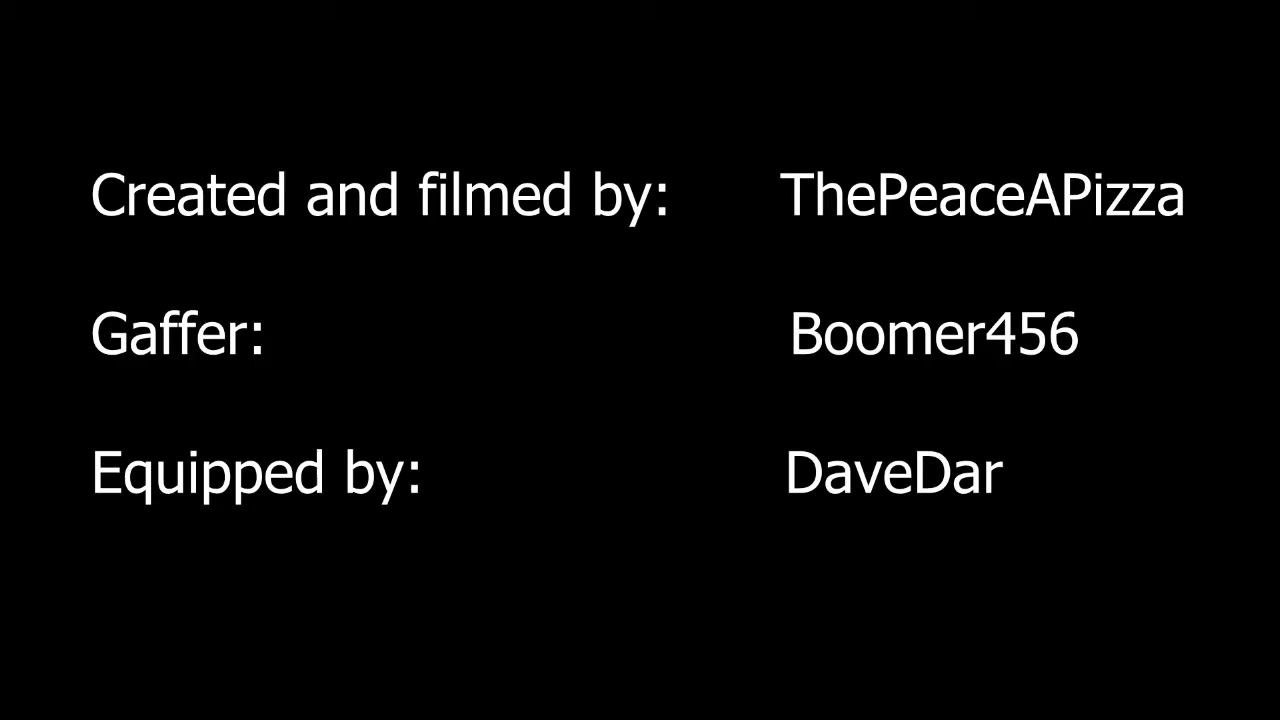 Created and filmed by: ThePeaceAPizza
Gaffer: Boomer456
Equipped by: DaveDar